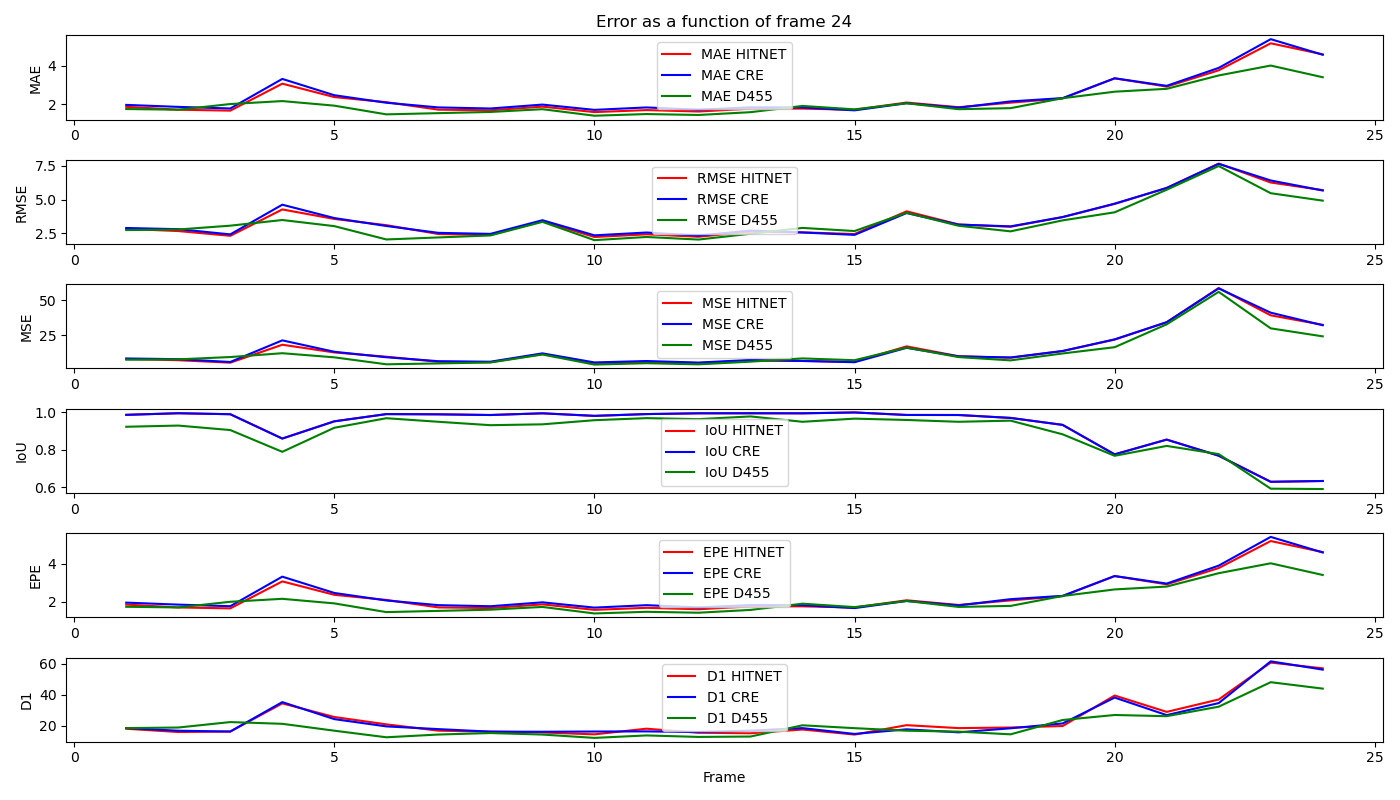 Error as a function of frame 24
MAE
4
2
MAE HITNET
MAE CRE
MAE D455
0 5 10 15 20 25
RMSE
7.5
5.0
2.5
RMSE HITNET
RMSE CRE
RMSE D455
0 5 10 15 20 25
MSE
50
25
MSE HITNET
MSE CRE
MSE D455
0 5 10 15 20 25
IoU
1.0
0.8
0.6
IoU HITNET
IoU CRE
IoU D455
0 5 10 15 20 25
EPE
4
2
EPE HITNET
EPE CRE
EPE D455
0 5 10 15 20 25
D1
60
40
20
D1 HITNET
D1 CRE
D1 D455
0 5 10 15 20 25
Frame